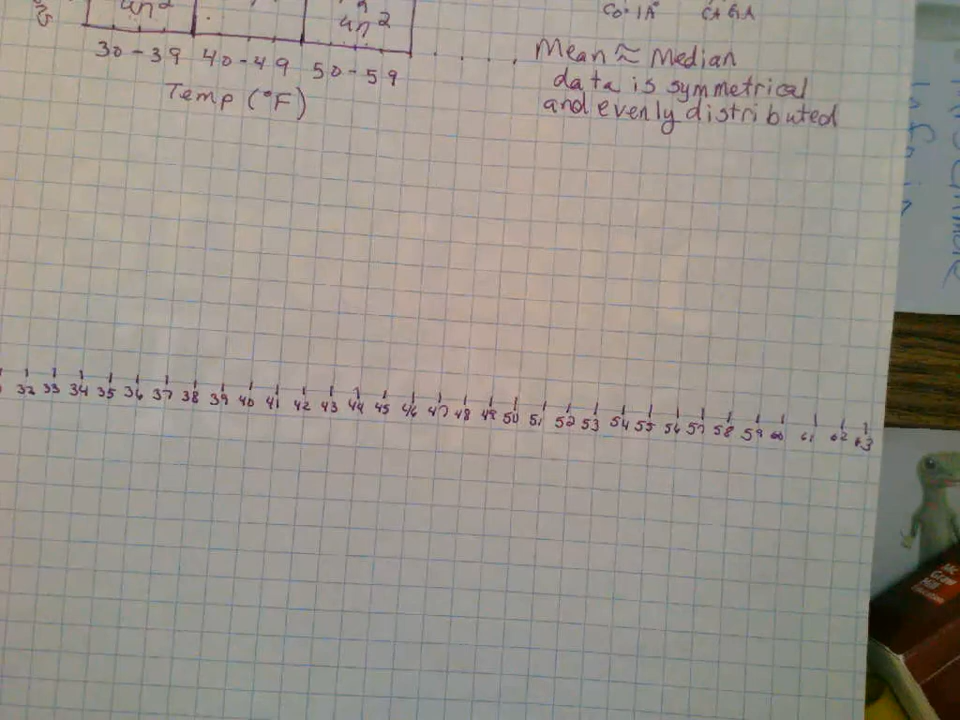 un²
un²
30-39 40-49 50-59
Temp (°F)
Mean ≈ Median
data is symmetrical
and evenly distributed
32 33 34 35 36 37 38 39 40 41 42 43 44 45 46 47 48 49 50 51 52 53 54 55 56 57 58 59 60 61 62 63